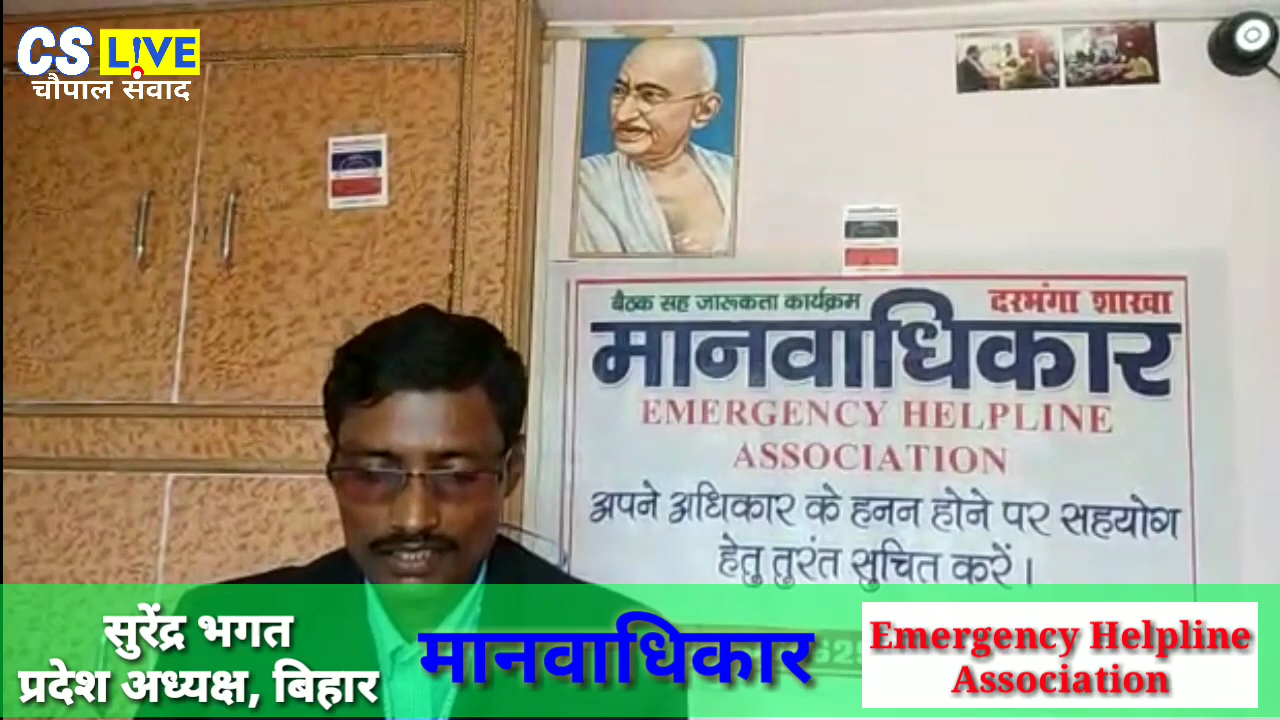 CS LIVE
चौपाल संवाद
बैठक सह जारूकता कार्यक्रम
दरभंगा शाखा
मानवाधिकार
EMERGENCY HELPLINE
ASSOCIATION
अपने अधिकार के हनन होने पर सहयोग
हेतु तुरंत सुचित करें।
सुरेंद्र भगत
प्रदेश अध्यक्ष, बिहार
मानवाधिकार
Emergency Helpline
Association